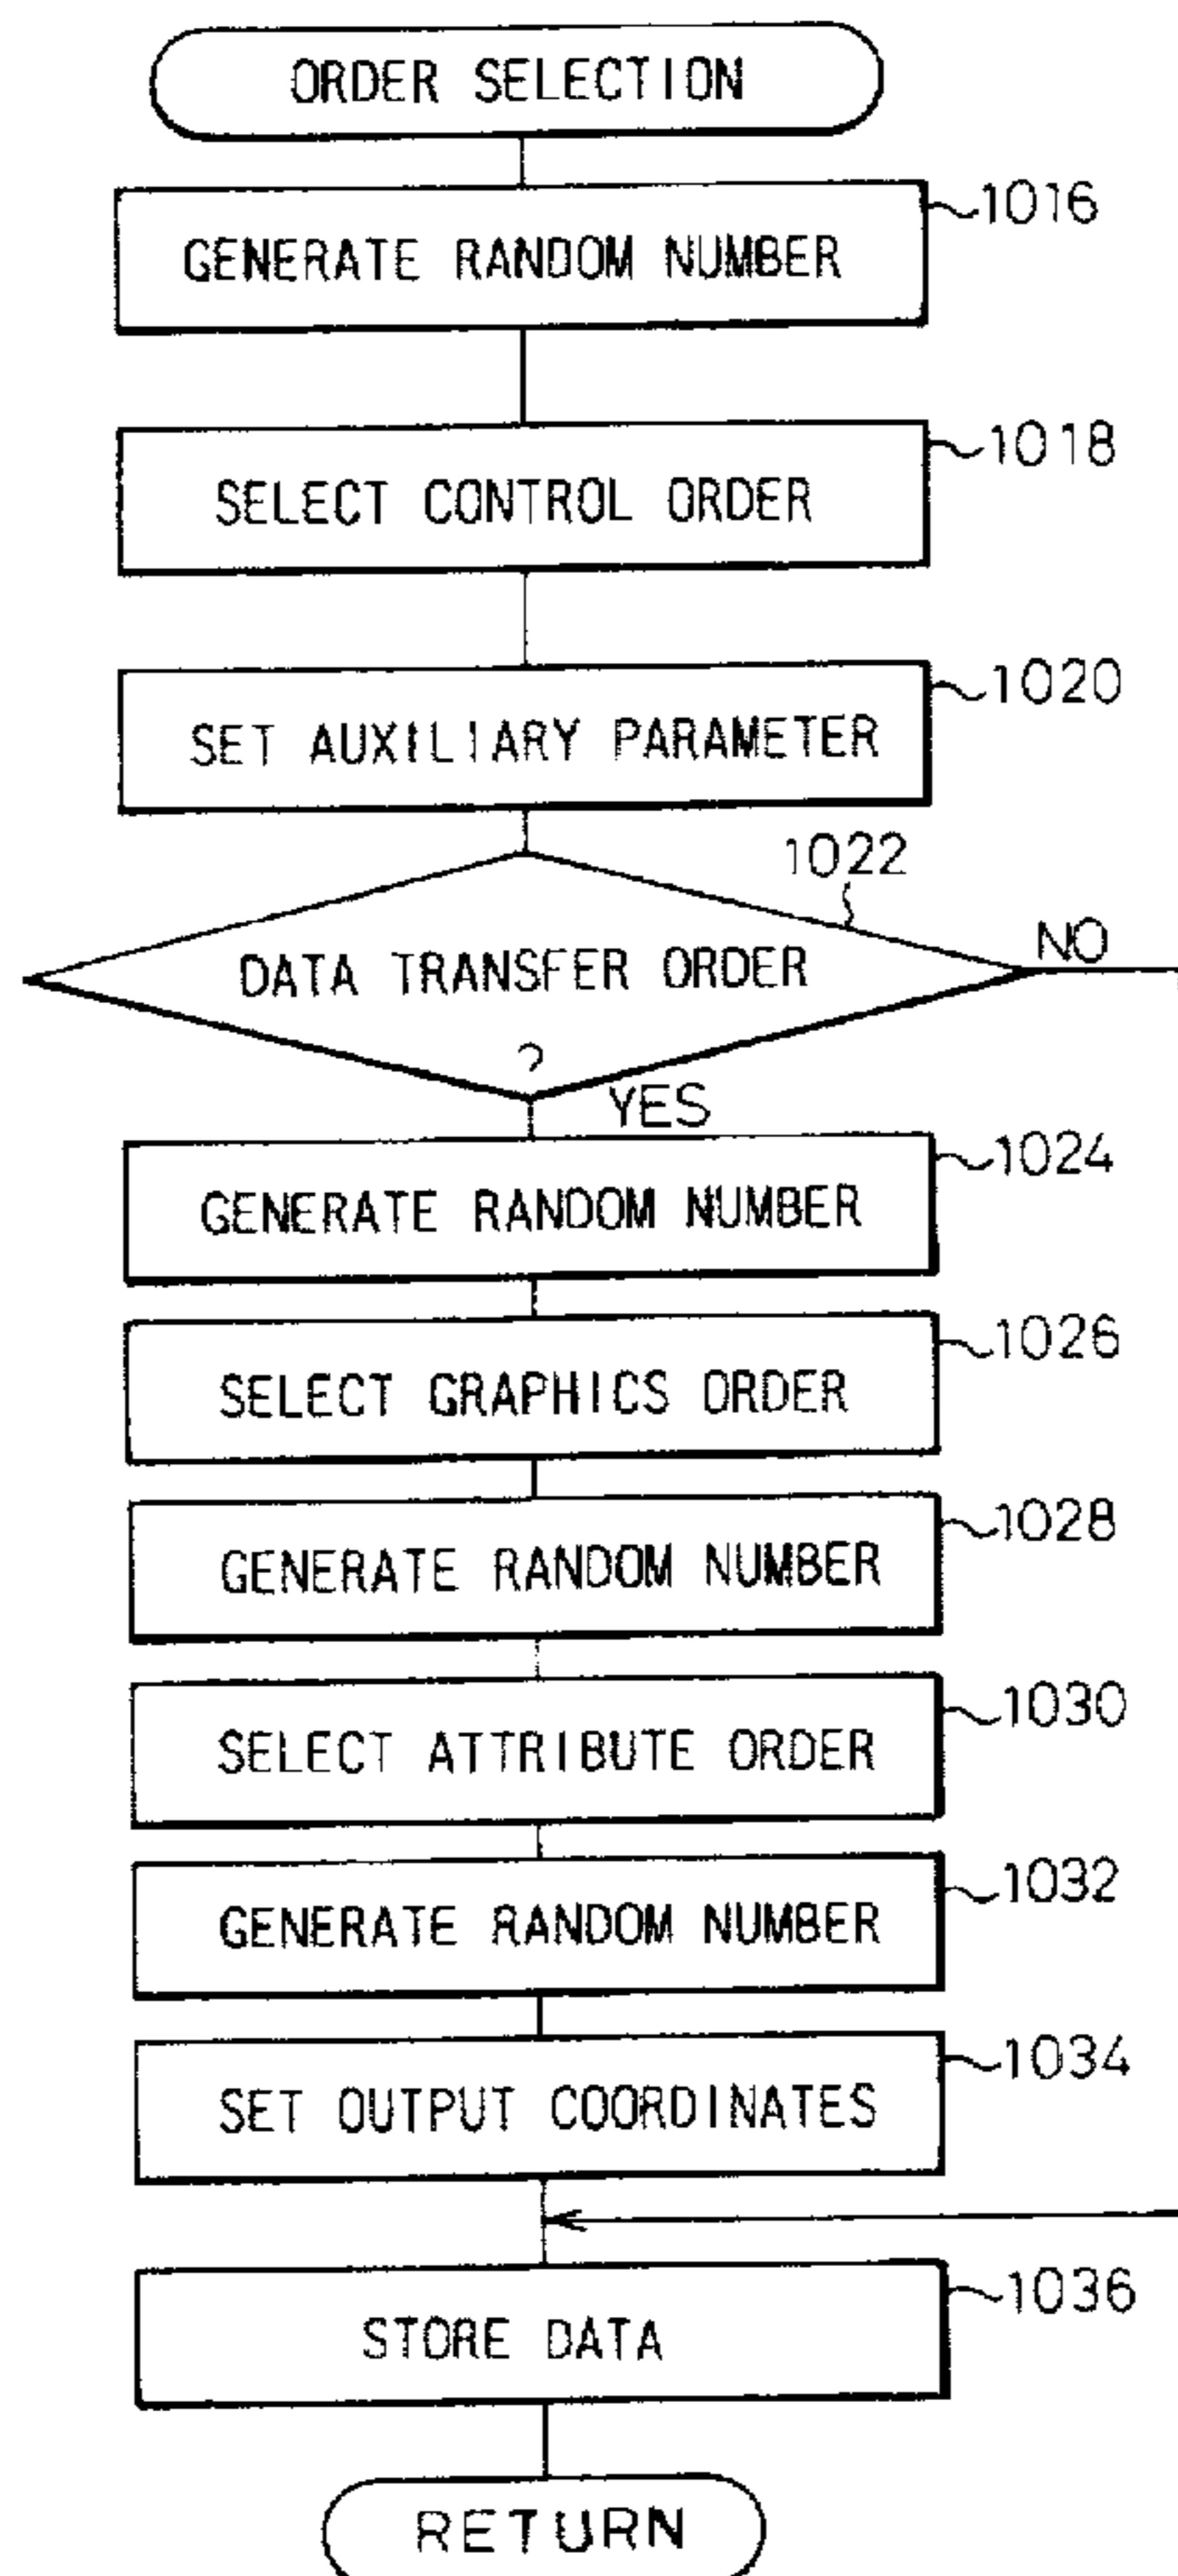 ORDER SELECTION
GENERATE RANDOM NUMBER
1016
SELECT CONTROL ORDER
1018
SET AUXILIARY PARAMETER
1020
1022
DATA TRANSFER ORDER
?
NO
YES
GENERATE RANDOM NUMBER
1024
SELECT GRAPHICS ORDER
1026
GENERATE RANDOM NUMBER
1028
SELECT ATTRIBUTE ORDER
1030
GENERATE RANDOM NUMBER
1032
SET OUTPUT COORDINATES
1034
STORE DATA
1036
RETURN